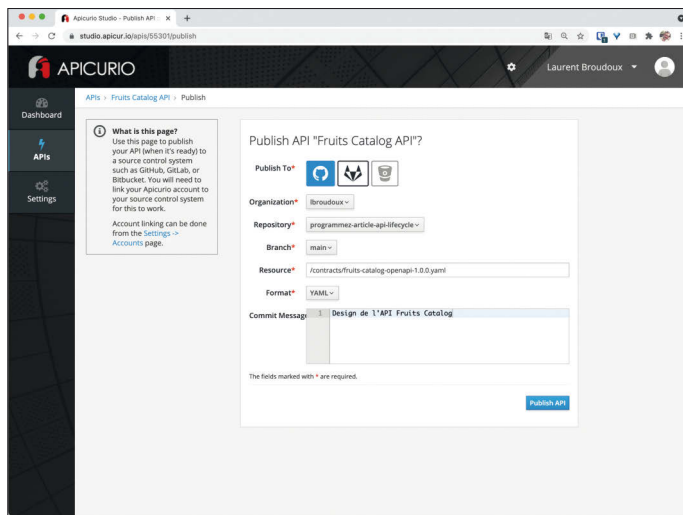 Apicurio Studio - Publish API
studio.apicur.io/apis/55301/publish
APICURIO
Laurent Broudoux
Dashboard
APIs
Settings
APIs › Fruits Catalog API › Publish
What is this page?
Use this page to publish
your API (when it's ready) to
a source control system
such as GitHub, GitLab, or
Bitbucket. You will need to
link your Apicurio account to
your source control system
for this to work.
Account linking can be done
from the Settings ->
Accounts page.
Publish API "Fruits Catalog API"?
Publish To*
Organization* lbroudoux
Repository* programmez-article-api-lifecycle
Branch* main
Resource* /contracts/fruits-catalog-openapi-1.0.0.yaml
Format* YAML
Commit Message 1 Design de l'API Fruits Catalog
The fields marked with * are required.
Publish API